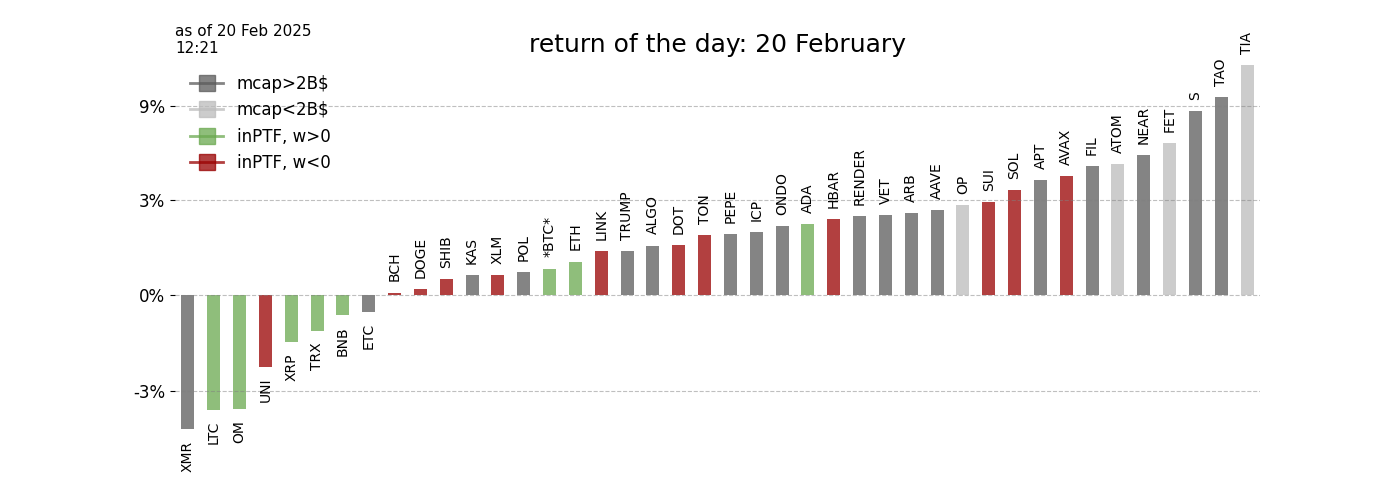 as of 20 Feb 2025
12:21
return of the day: 20 February
mcap>2B$
mcap<2B$
inPTF, w>0
inPTF, w<0
9%
3%
0%
-3%
XMR
LTC
OM
UNI
XRP
TRX
BNB
ETC
BCH
DOGE
SHIB
KAS
XLM
POL
*BTC*
ETH
LINK
TRUMP
ALGO
DOT
TON
PEPE
ICP
ONDO
ADA
HBAR
RENDER
VET
ARB
AAVE
OP
SUI
SOL
APT
AVAX
FIL
ATOM
NEAR
FET
S
TAO
TIA